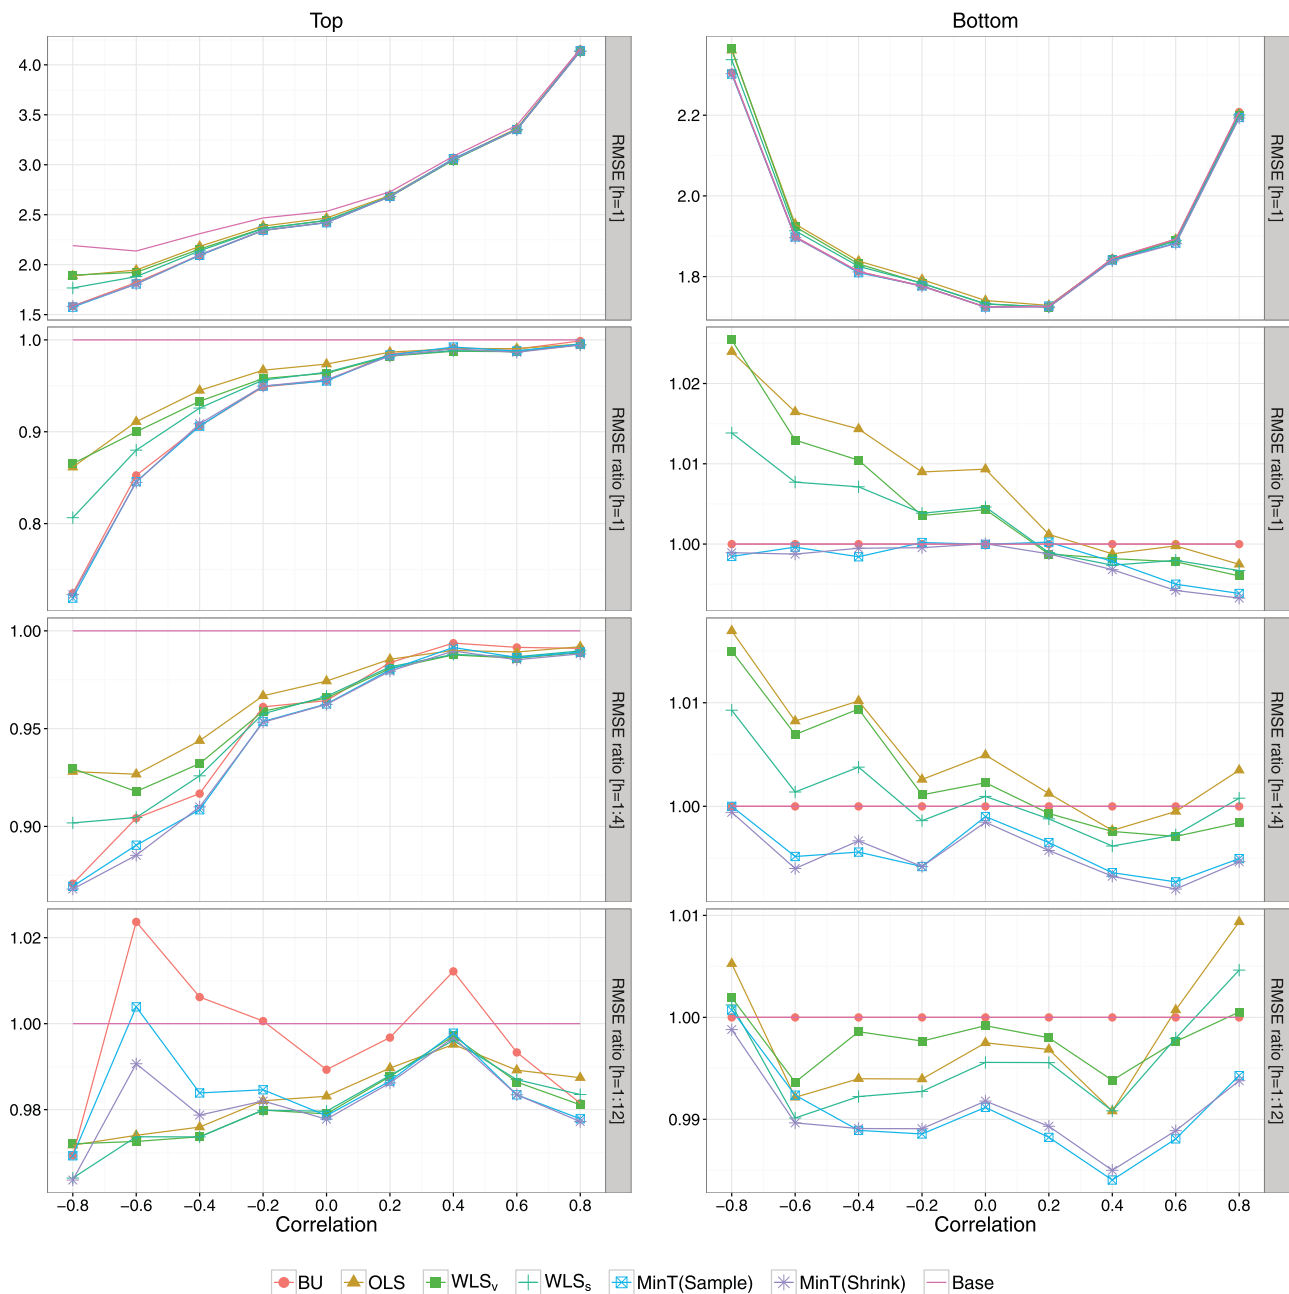 Top
Bottom
4.0
3.5
3.0
2.5
2.0
1.5
RMSE [h=1]
2.2
2.0
1.8
RMSE [h=1]
1.0
0.9
0.8
RMSE ratio [h=1]
1.02
1.01
1.00
RMSE ratio [h=1]
1.00
0.95
0.90
RMSE ratio [h=1:4]
1.01
1.00
RMSE ratio [h=1:4]
1.02
1.00
0.98
RMSE ratio [h=1:12]
1.01
1.00
0.99
RMSE ratio [h=1:12]
−0.8 −0.6 −0.4 −0.2 0.0 0.2 0.4 0.6 0.8
Correlation
−0.8 −0.6 −0.4 −0.2 0.0 0.2 0.4 0.6 0.8
Correlation
BU OLS WLSv WLSs MinT(Sample) MinT(Shrink) Base